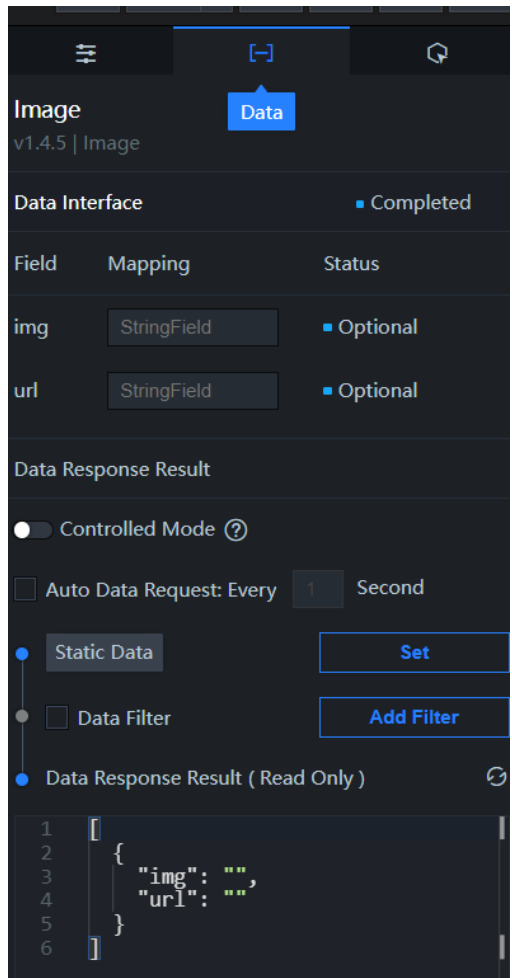 Image
Data
v1.4.5 | Image
Data Interface
Completed
Field Mapping Status
img StringField Optional
url StringField Optional
Data Response Result
Controlled Mode ?
Auto Data Request: Every 1 Second
Static Data Set
Data Filter Add Filter
Data Response Result ( Read Only )
1 [
2 {
3 "img": "",
4 "url": ""
5 }
6 ]